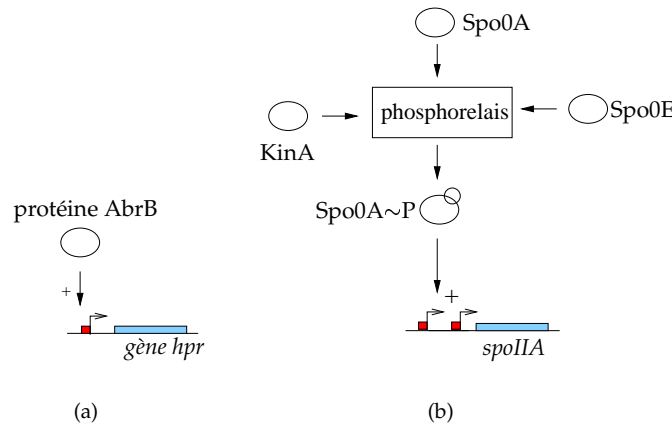 Spo0A
phosphorelais
Spo0E
KinA
protéine AbrB
Spo0A~P
+
+
gène hpr
spoIIA
(a)
(b)